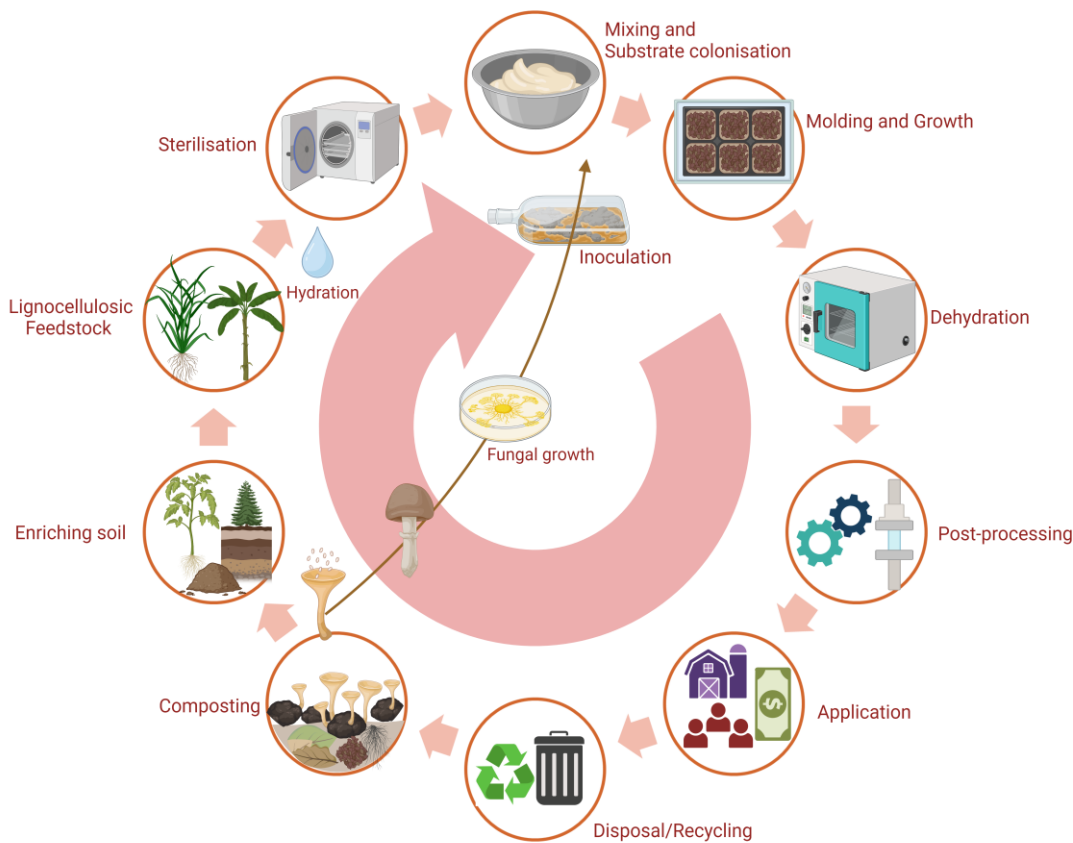 Mixing and
Substrate colonisation
Molding and Growth
Sterilisation
Inoculation
Hydration
Lignocellulosic
Feedstock
Dehydration
Fungal growth
Enriching soil
Post-processing
Composting
Application
$
Disposal/Recycling